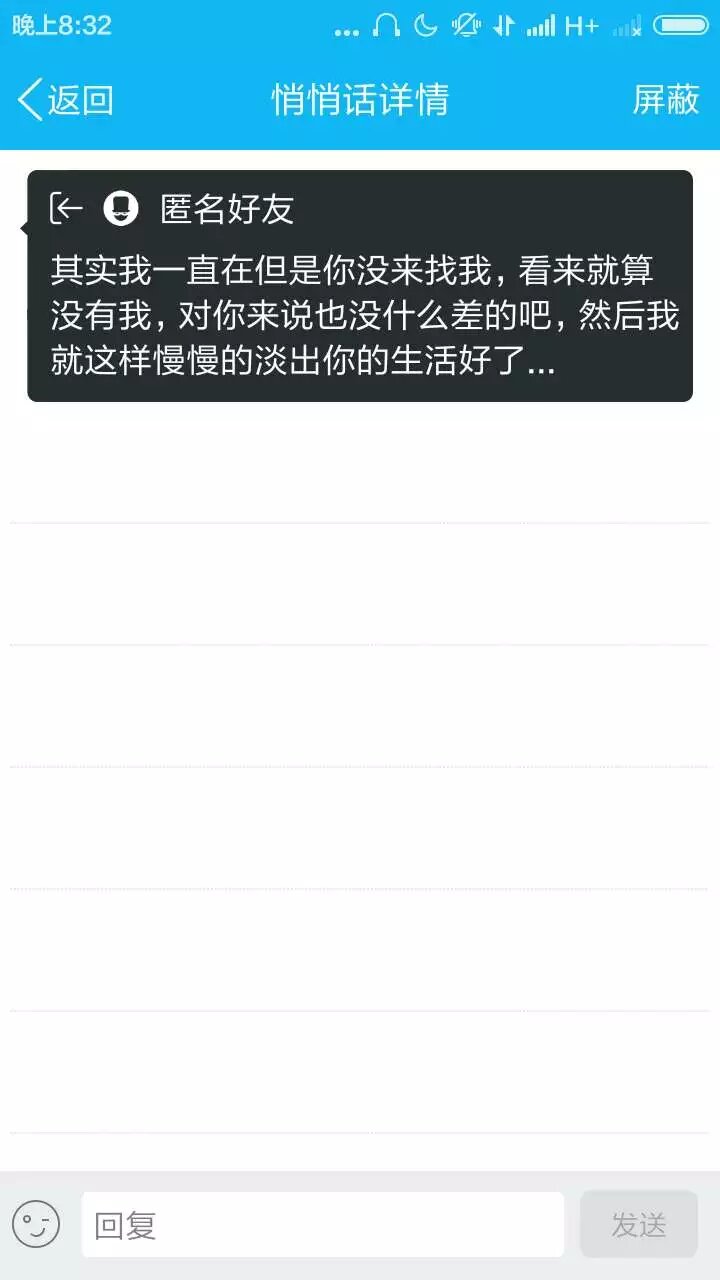 晚上8:32
... H+
返回 悄悄话详情 屏蔽
匿名好友
其实我一直在但是你没来找我,看来就算
没有我,对你来说也没什么差的吧,然后我
就这样慢慢的淡出你的生活好了...
回复 发送